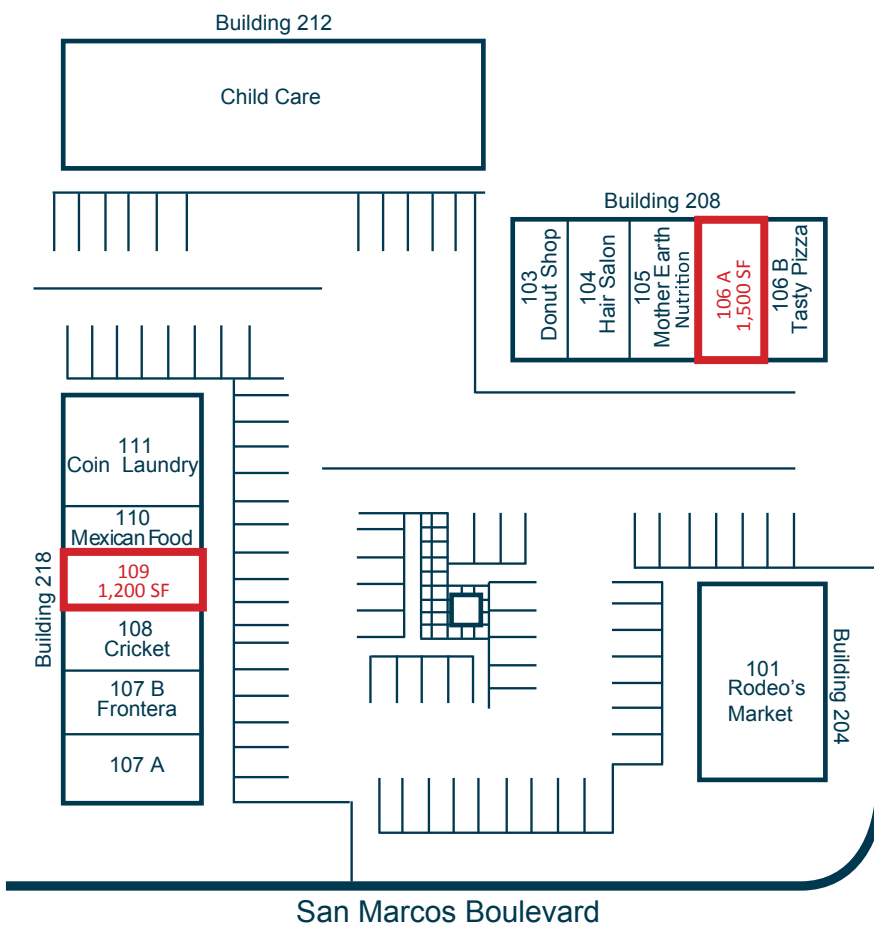 Building 212
Child Care
Building 208
103
Donut Shop
104
Hair Salon
105
Mother Earth
Nutrition
106 A
1,500 SF
106 B
Tasty Pizza
111
Coin Laundry
110
Mexican Food
109
1,200 SF
108
Cricket
107 B
Frontera
107 A
Building 218
101
Rodeo’s
Market
Building 204
San Marcos Boulevard